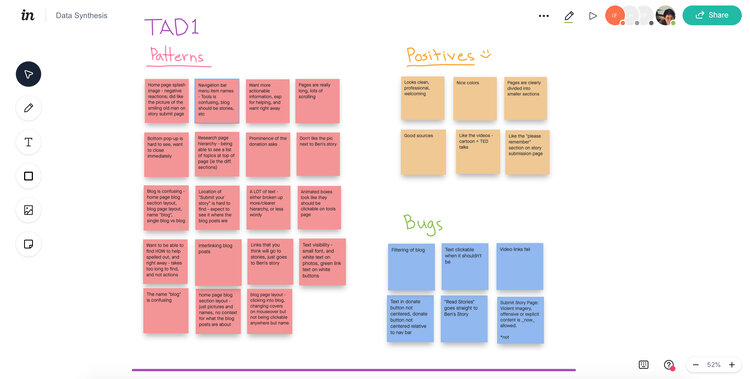 in
Data Synthesis
Share
TAD1
Patterns
Home page splash
image - negative
reactions; did like
the picture of the
smiling old man on
story submit page
Navigation bar
menu item names
- Tools is
confusing, blog
should be stories,
etc
Want more
actionable
information, esp
for helping, and
want right away
Pages are really
long, lots of
scrolling
Bottom pop-up is
hard to see, want
to close
immediately
Research page
hierarchy - being
able to see a list
of topics at top of
page (ie the diff
sections)
Prominence of the
donation asks
Don't like the pic
next to Ben's story
Blog is confusing -
home page blog
section layout,
blog page layout,
name "blog",
single blog vs blog
Location of
"Submit your
story" is hard to
find - expect to
see it where the
blog posts are
A LOT of text -
either broken up
more/clearer
hierarchy, or less
wordy
Animated boxes
look like they
should be
clickable on tools
page
Want to be able to
find HOW to help
spelled out, and
right away - takes
too long to find,
and not actions
Interlinking blog
posts
Links that you
think will go to
stories, just goes
to Ben's story
Text visibility -
small font, and
white text on
photos, green link
text on white
buttons
The name "blog"
is confusing
home page blog
section layout -
just pictures and
names, no context
for what the blog
posts are about
Blog page layout -
clicking into blog,
changing covers
on mouseover but
not being clickable
anywhere but name
Positives
Looks clean,
professional,
welcoming
Nice colors
Pages are clearly
divided into
smaller sections
Good sources
Like the videos -
cartoon + TED
talks
Like the "please
remember"
section on story
submission page
Bugs
Filtering of blog
Text clickable
when it shouldn't
be
Video links fail
Text in donate
button not
centered, donate
button not
centered relative
to nav bar
"Read Stories"
goes straight to
Ben's Story
Submit Story Page:
Violent imagery,
offensive or explicit
content is _now_
allowed.
*not
52%